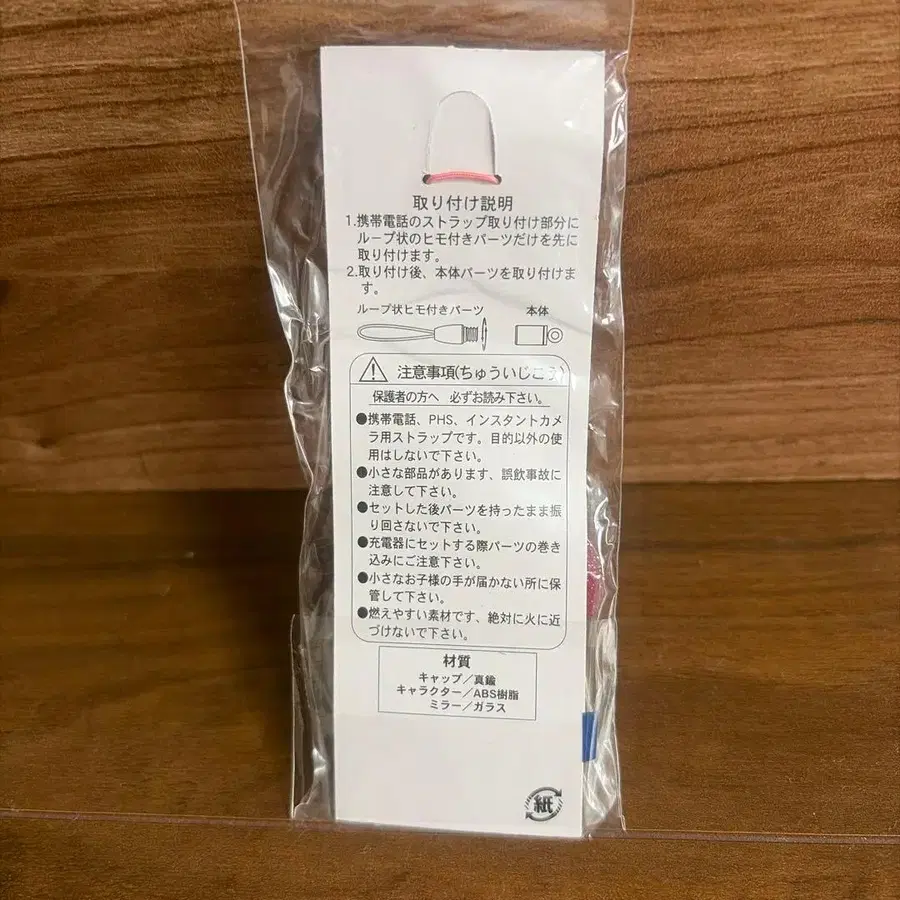 取り付け説明
1.携帯電話のストラップ取り付け部分に
ループ状のヒモ付きパーツだけを先に
取り付けます。
2.取り付け後、本体パーツを取り付けま
す。
ループ状ヒモ付きパーツ 本体
注意事項(ちゅういじこう)
保護者の方へ 必ずお読み下さい。
●携帯電話、PHS、インスタントカメ
ラ用ストラップです。目的以外の使
用はしないで下さい。
●小さな部品があります、誤飲事故に
注意して下さい。
●セットした後パーツを持ったまま振
り回さないで下さい。
●充電器にセットする際パーツの巻き
込みにご注意下さい。
●小さなお子様の手が届かない所に保
管して下さい。
●燃えやすい素材です、絶対に火に近
づけないで下さい。
材質
キャップ/真鍮
キャラクター/ABS樹脂
ミラー/ガラス
紙